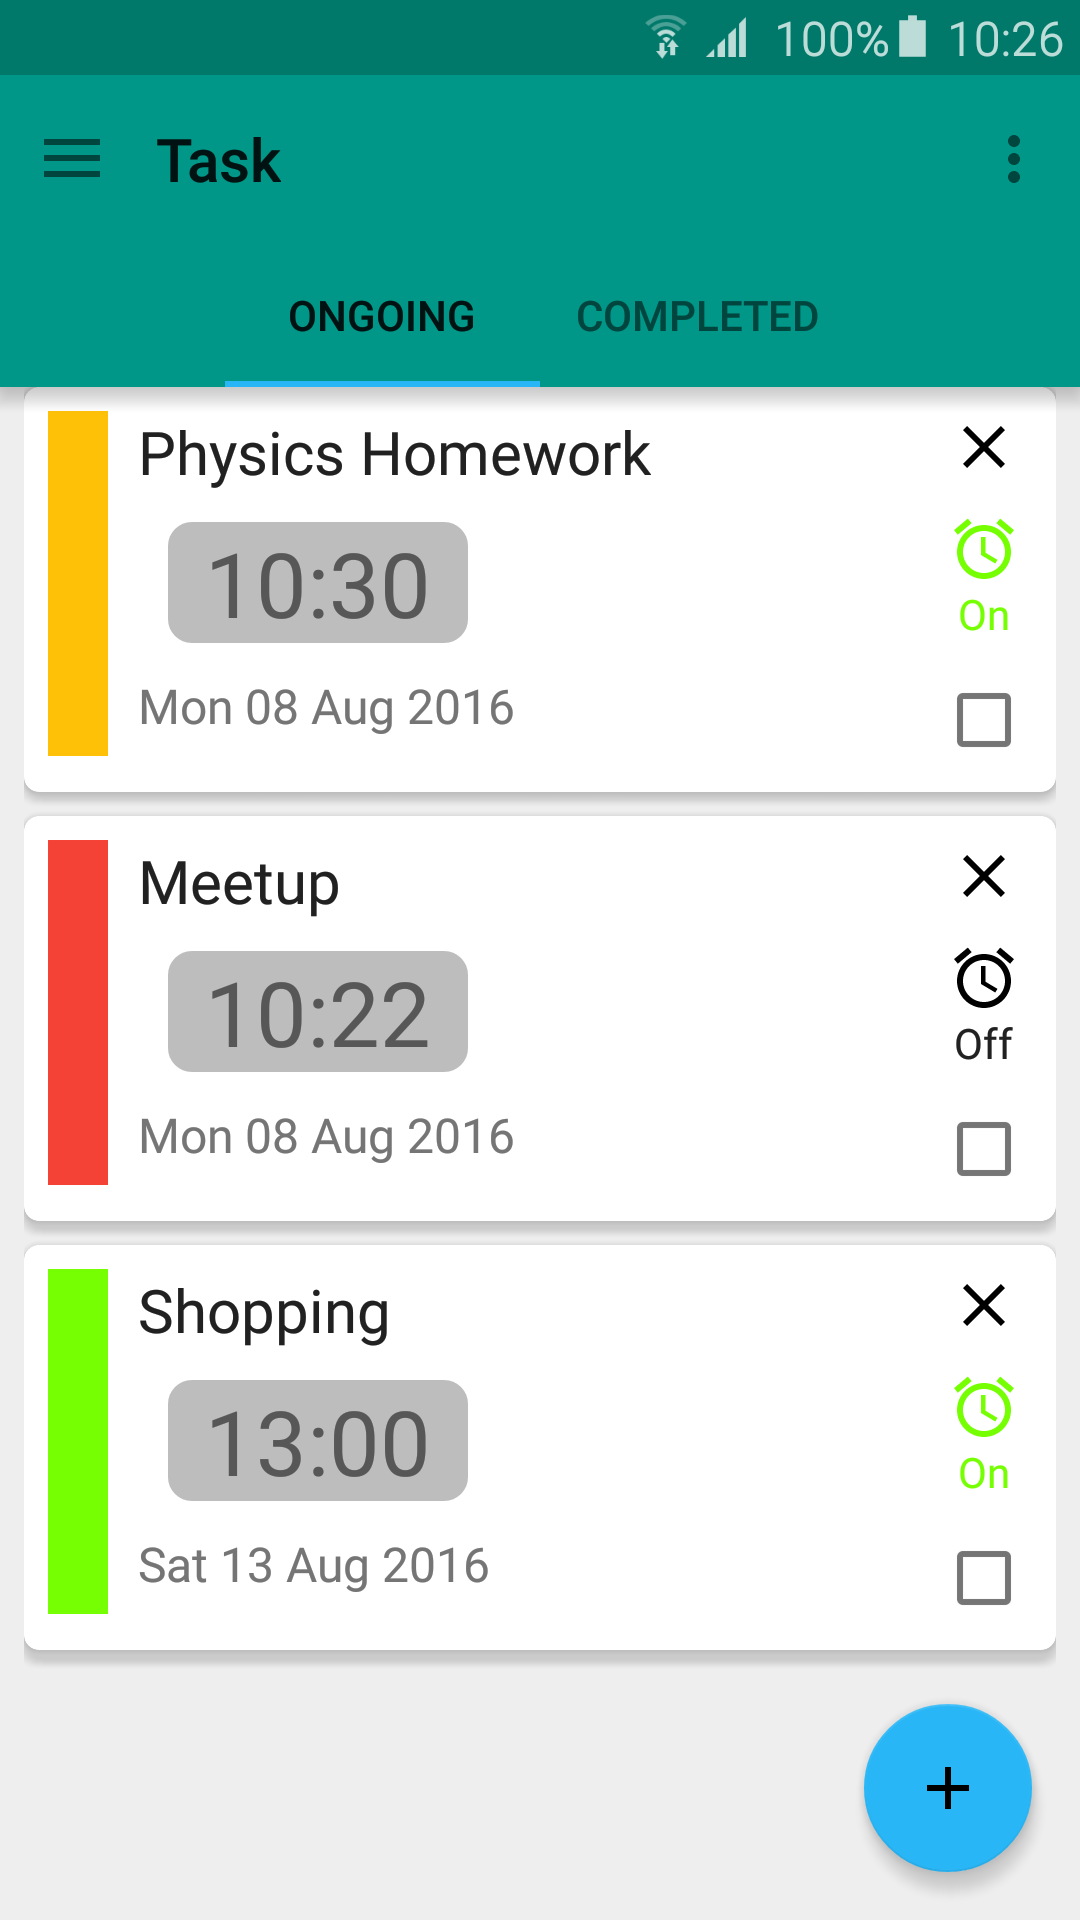 100% 10:26
Task
ONGOING COMPLETED
Physics Homework
10:30
On
Mon 08 Aug 2016
Meetup
10:22
Off
Mon 08 Aug 2016
Shopping
13:00
On
Sat 13 Aug 2016